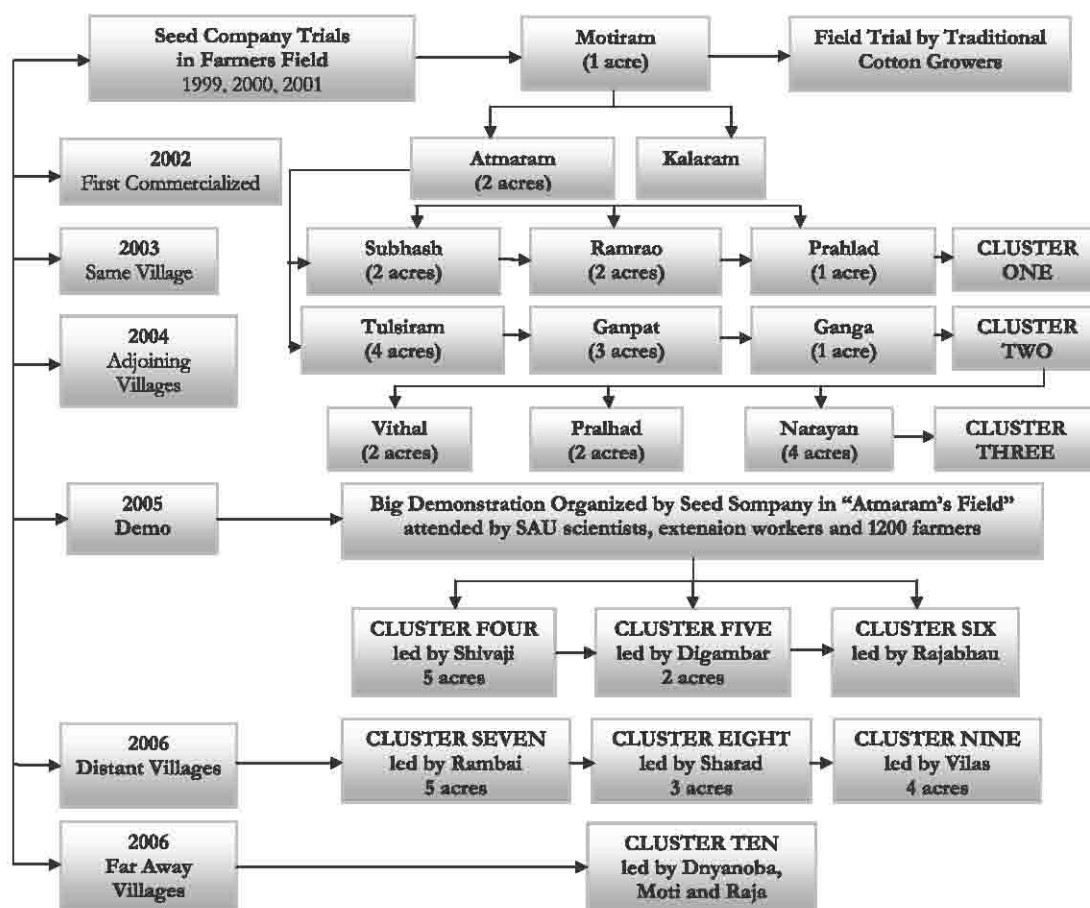 Seed Company Trials
in Farmers Field
1999, 2000, 2001
Motiram
(1 acre)
Field Trial by Traditional
Cotton Growers
2002
First Commercialized
Atmaram
(2 acres)
Kalaram
2003
Same Village
Subhash
(2 acres)
Ramrao
(2 acres)
Prahlad
(1 acre)
CLUSTER
ONE
2004
Adjoining
Villages
Tulsiram
(4 acres)
Ganpat
(3 acres)
Ganga
(1 acre)
CLUSTER
TWO
Vithal
(2 acres)
Pralhad
(2 acres)
Narayan
(4 acres)
CLUSTER
THREE
2005
Demo
Big Demonstration Organized by Seed Sompany in “Atmaram’s Field”
attended by SAU scientists, extension workers and 1200 farmers
CLUSTER FOUR
led by Shivaji
5 acres
CLUSTER FIVE
led by Digambar
2 acres
CLUSTER SIX
led by Rajabhau
2006
Distant Villages
CLUSTER SEVEN
led by Rambai
5 acres
CLUSTER EIGHT
led by Sharad
3 acres
CLUSTER NINE
led by Vilas
4 acres
2006
Far Away
Villages
CLUSTER TEN
led by Dnyanoba,
Moti and Raja